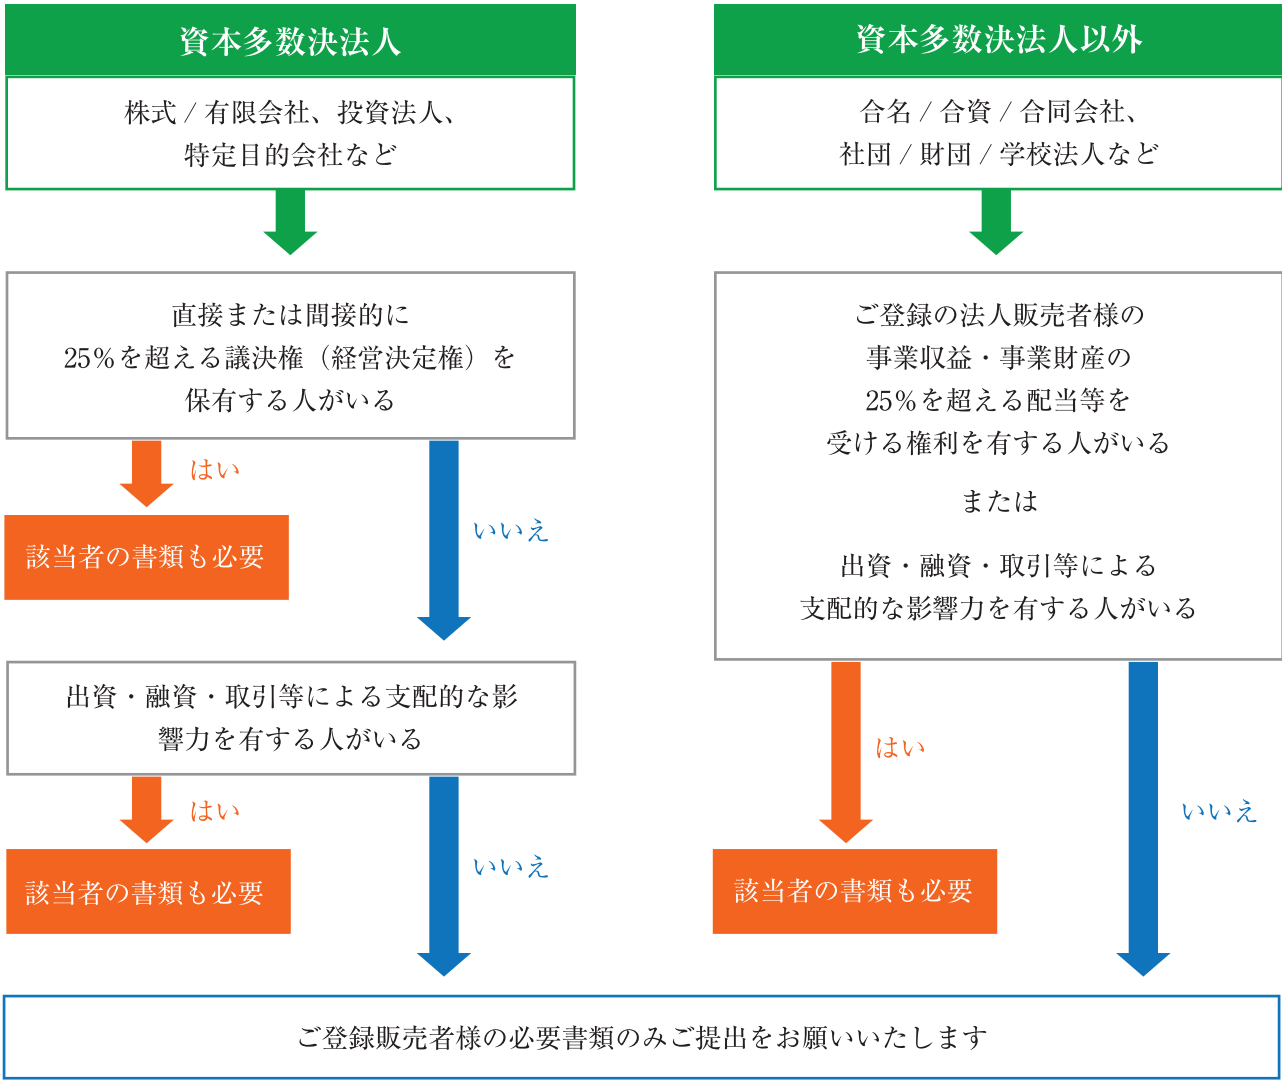 資本多数決法人
株式 / 有限会社、投資法人、
特定目的会社など
直接または間接的に
25%を超える議決権（経営決定権）を
保有する人がいる
はい
いいえ
該当者の書類も必要
出資・融資・取引等による支配的な影
響力を有する人がいる
はい
いいえ
該当者の書類も必要
資本多数決法人以外
合名 / 合資 / 合同会社、
社団 / 財団 / 学校法人など
ご登録の法人販売者様の
事業収益・事業財産の
25%を超える配当等を
受ける権利を有する人がいる
または
出資・融資・取引等による
支配的な影響力を有する人がいる
はい
いいえ
該当者の書類も必要
ご登録販売者様の必要書類のみご提出をお願いいたします